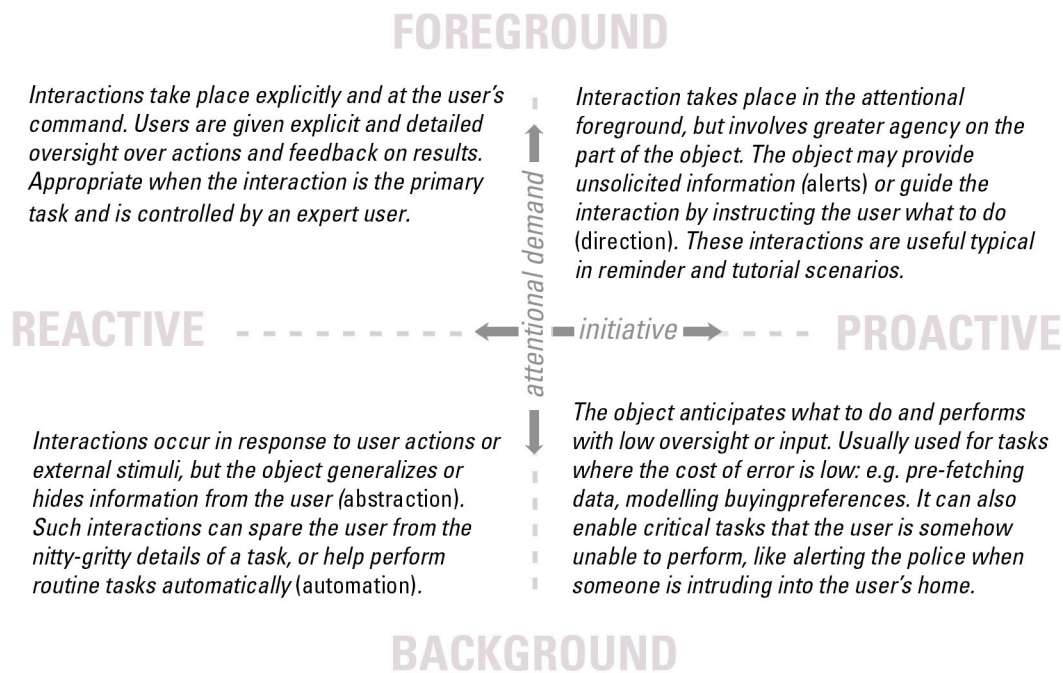 FOREGROUND
Interactions take place explicitly and at the user's
command. Users are given explicit and detailed
oversight over actions and feedback on results.
Appropriate when the interaction is the primary
task and is controlled by an expert user.
Interaction takes place in the attentional
foreground, but involves greater agency on the
part of the object. The object may provide
unsolicited information (alerts) or guide the
interaction by instructing the user what to do
(direction). These interactions are useful typical
in reminder and tutorial scenarios.
attentional demand
REACTIVE
initiative
PROACTIVE
Interactions occur in response to user actions or
external stimuli, but the object generalizes or
hides information from the user (abstraction).
Such interactions can spare the user from the
nitty-gritty details of a task, or help perform
routine tasks automatically (automation).
The object anticipates what to do and performs
with low oversight or input. Usually used for tasks
where the cost of error is low: e.g. pre-fetching
data, modelling buyingpreferences. It can also
enable critical tasks that the user is somehow
unable to perform, like alerting the police when
someone is intruding into the user's home.
BACKGROUND